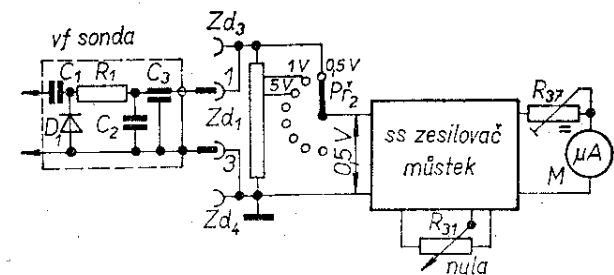 vf sonda
C1 R1 C3
D1 C2
Zd3
1
Zd1
3
Zd4
1V
5V
0,5V
Př2
0,5V
ss zesilovač
můstek
R37
=
μA
M
R31
nula